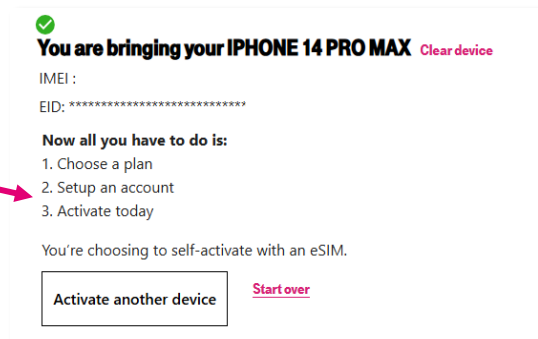 You are bringing your IPHONE 14 PRO MAX Clear device
IMEI :
EID: ****************************
Now all you have to do is:
1. Choose a plan
2. Setup an account
3. Activate today
You’re choosing to self-activate with an eSIM.
Activate another device Start over